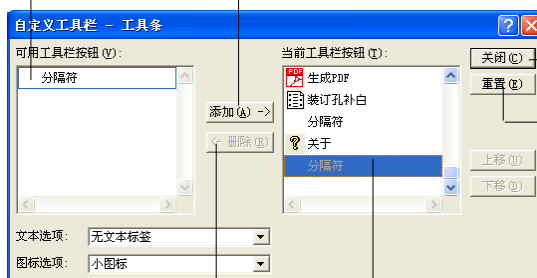 自定义工具栏 - 工具条
可用工具栏按钮(V):
分隔符
添加(A) ->
<- 删除(R)
当前工具栏按钮(T):
PDF 生成PDF
装订孔补白
分隔符
? 关于
分隔符
关闭(C)
重置(E)
上移(U)
下移(D)
文本选项: 无文本标签
图标选项: 小图标